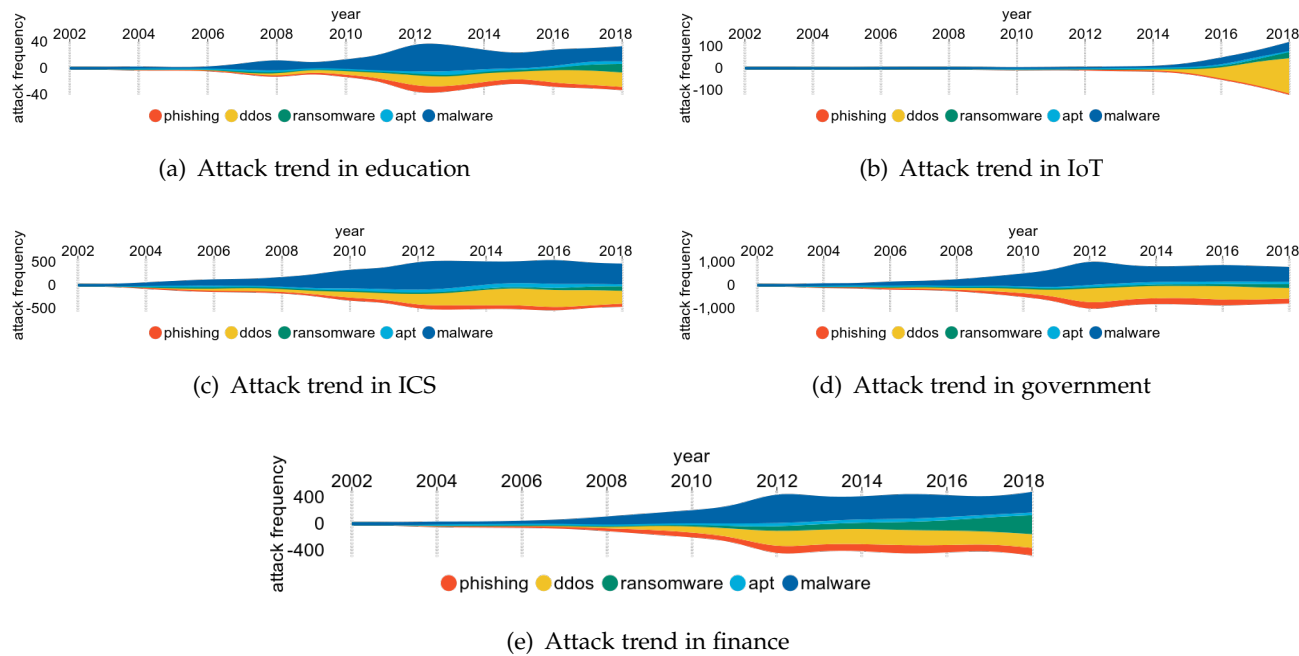 year
2002 2004 2006 2008 2010 2012 2014 2016 2018
attack frequency
40
0
-40
phishing ddos ransomware apt malware
(a) Attack trend in education
year
2002 2004 2006 2008 2010 2012 2014 2016 2018
attack frequency
100
0
-100
phishing ddos ransomware apt malware
(b) Attack trend in IoT
year
2002 2004 2006 2008 2010 2012 2014 2016 2018
attack frequency
500
0
-500
phishing ddos ransomware apt malware
(c) Attack trend in ICS
year
2002 2004 2006 2008 2010 2012 2014 2016 2018
attack frequency
1,000
0
-1,000
phishing ddos ransomware apt malware
(d) Attack trend in government
year
2002 2004 2006 2008 2010 2012 2014 2016 2018
attack frequency
400
0
-400
phishing ddos ransomware apt malware
(e) Attack trend in finance